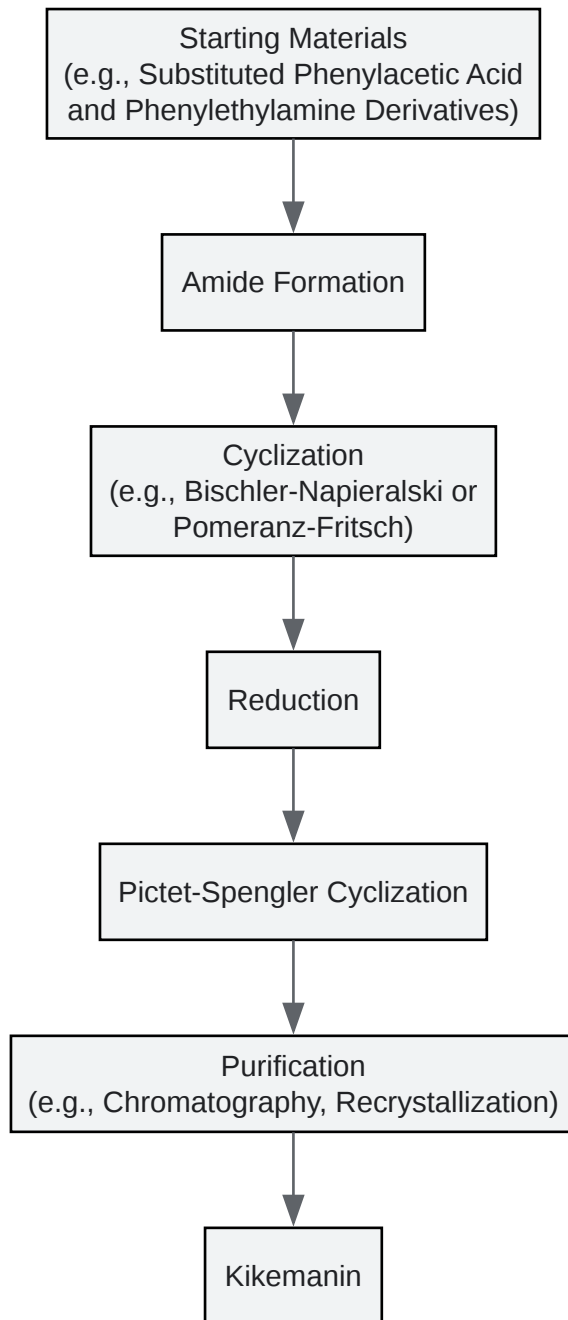 Starting Materials
(e.g., Substituted Phenylacetic Acid
and Phenylethylamine Derivatives)
Amide Formation
Cyclization
(e.g., Bischler-Napieralski or
Pomeranz-Fritsch)
Reduction
Pictet-Spengler Cyclization
Purification
(e.g., Chromatography, Recrystallization)
Kikemanin